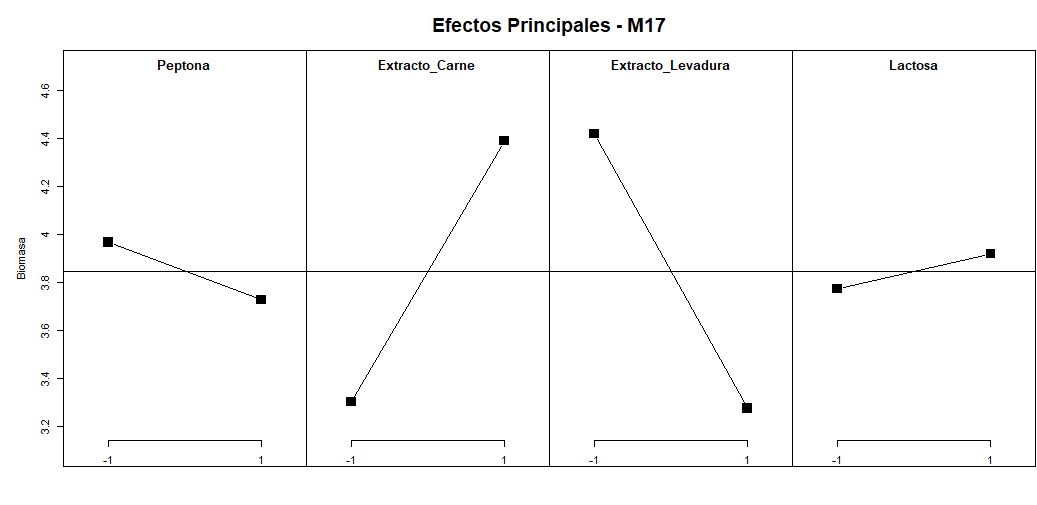 Efectos Principales - M17
Peptona
Extracto_Carne
Extracto_Levadura
Lactosa
Biomasa
4.6
4.4
4.2
4
3.8
3.6
3.4
3.2
-1 1
-1 1
-1 1
-1 1